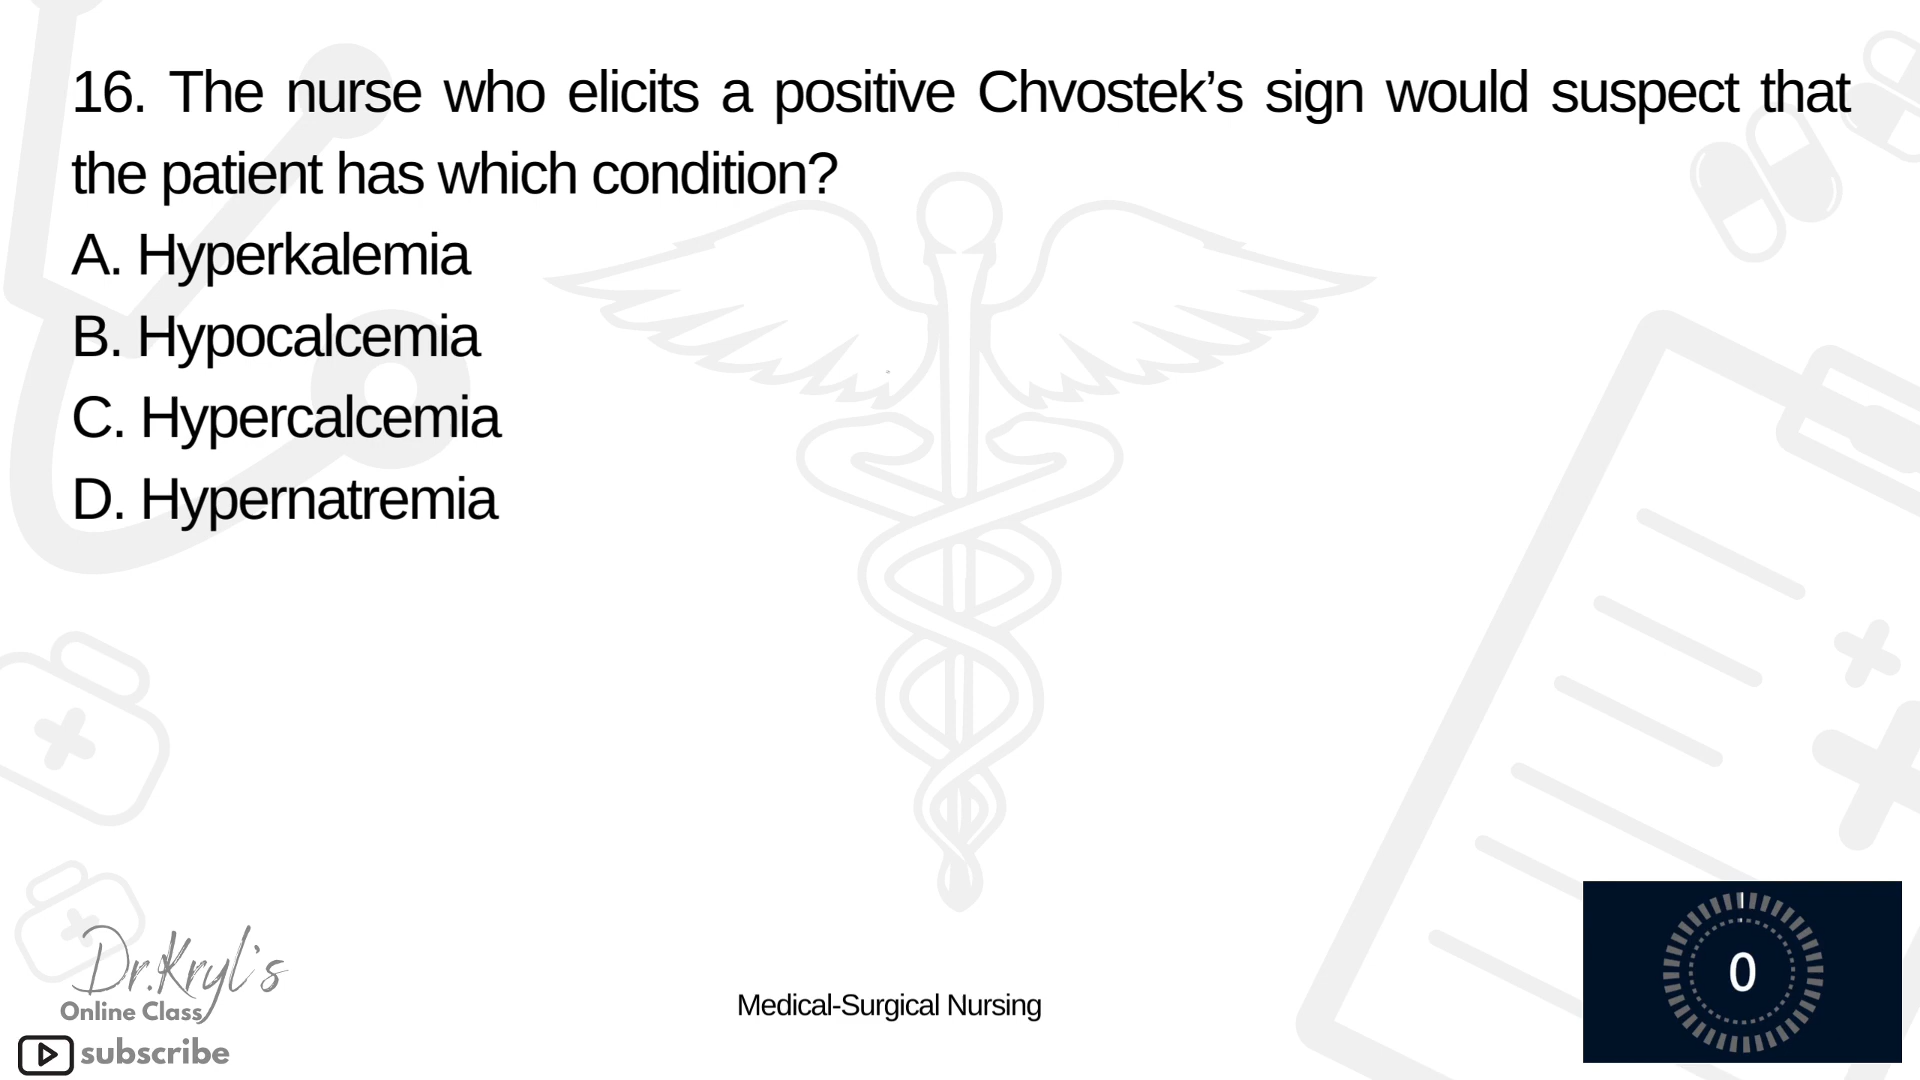 16. The nurse who elicits a positive Chvostek’s sign would suspect that
the patient has which condition?
A. Hyperkalemia
B. Hypocalcemia
C. Hypercalcemia
D. Hypernatremia
Dr.Kryl's
Online Class
subscribe
Medical-Surgical Nursing
0